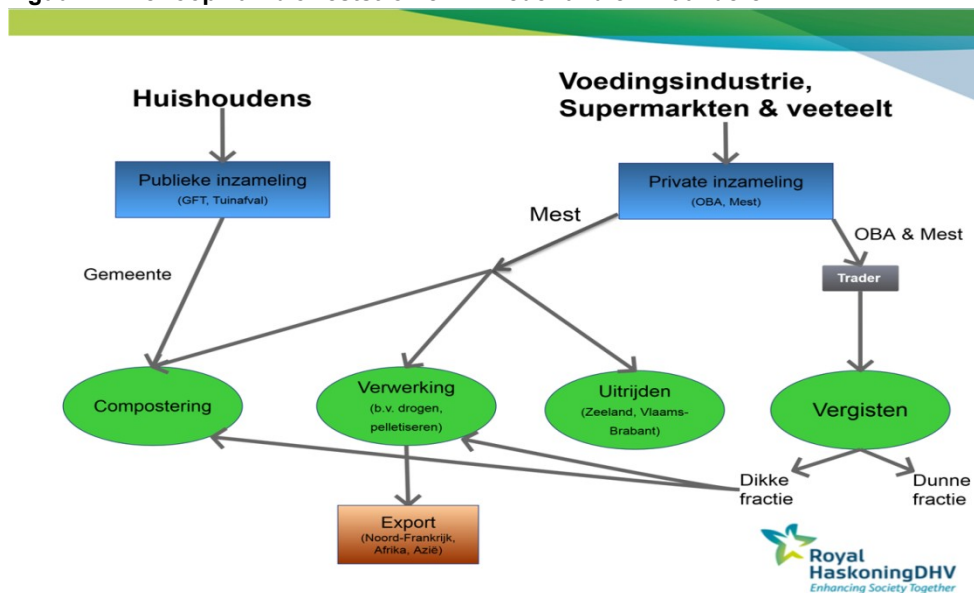 Huishoudens
Voedingsindustrie,
Supermarkten & veeteelt
Publieke inzameling
(GFT, Tuinafval)
Private inzameling
(OBA, Mest)
Mest
OBA & Mest
Gemeente
Trader
Compostering
Verwerking
(b.v. drogen,
pelletiseren)
Uitrijden
(Zeeland, Vlaams-
Brabant)
Vergisten
Dikke
fractie
Dunne
fractie
Export
(Noord-Frankrijk,
Afrika, Azië)
Royal
HaskoningDHV
Enhancing Society Together